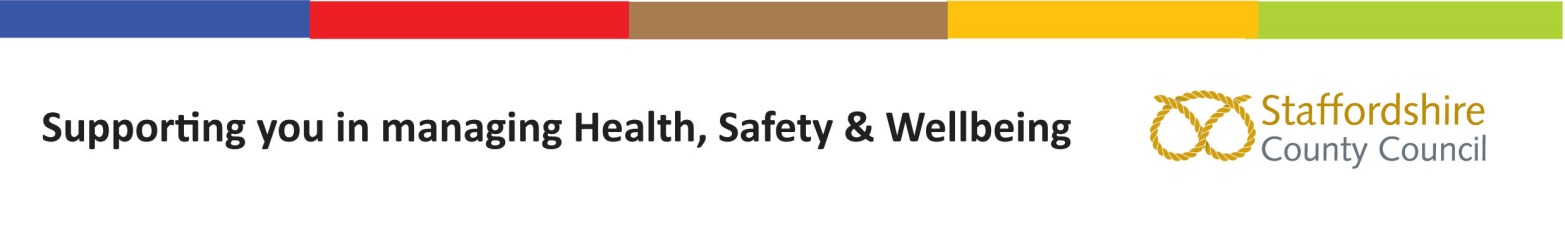 Supporting you in managing Health, Safety & Wellbeing
Staffordshire
County Council